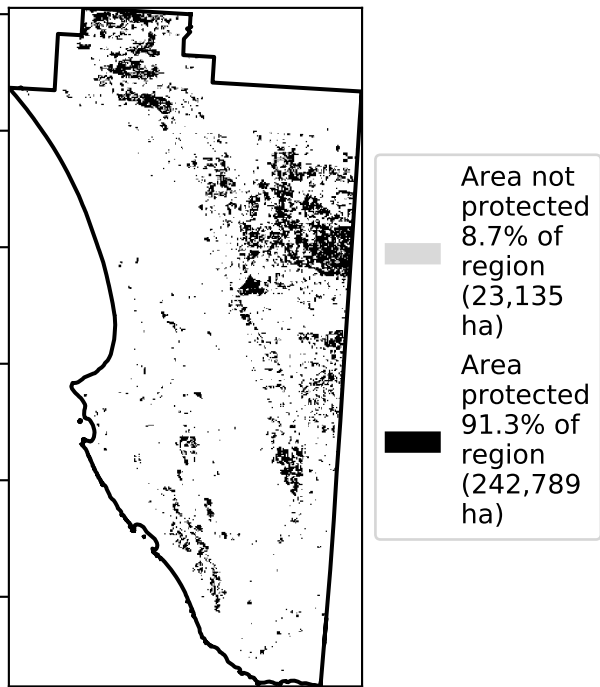 Area not
protected
8.7% of
region
(23,135
ha)
Area
protected
91.3% of
region
(242,789
ha)